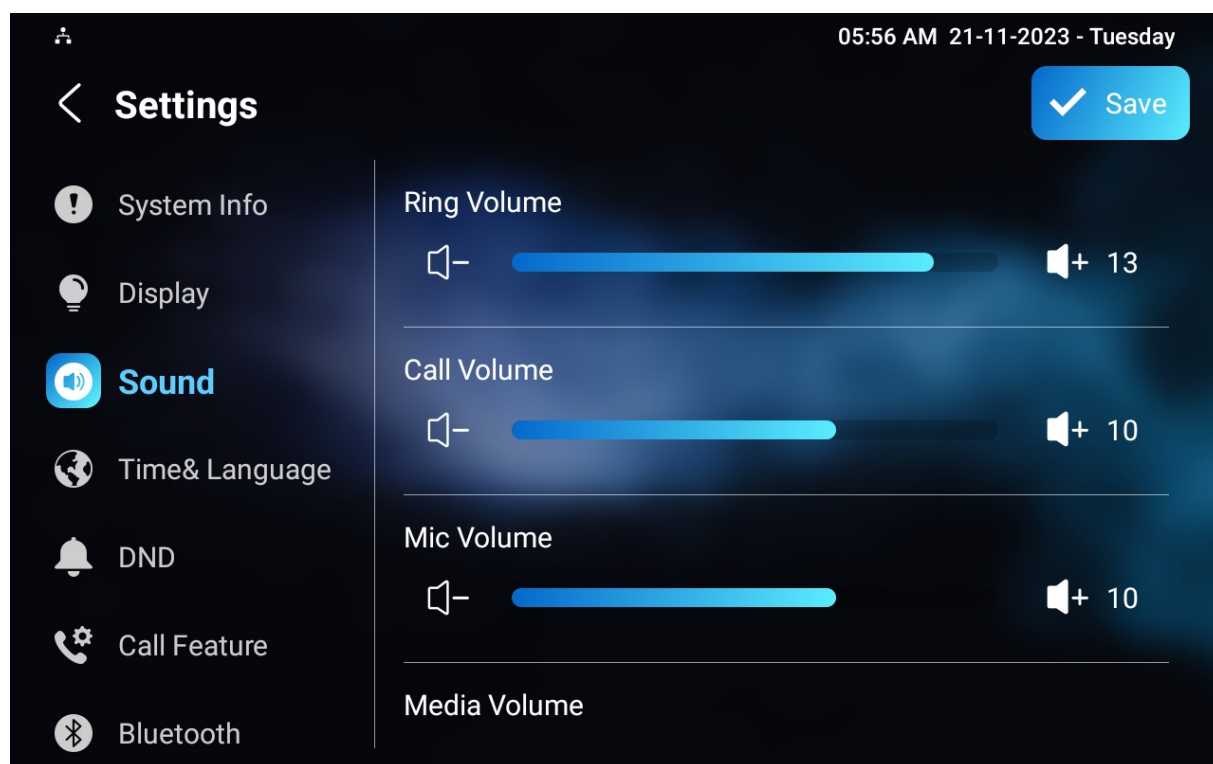 05:56 AM 21-11-2023 - Tuesday
Settings
Save
System Info
Display
Sound
Time& Language
DND
Call Feature
Bluetooth
Ring Volume
13
Call Volume
10
Mic Volume
10
Media Volume